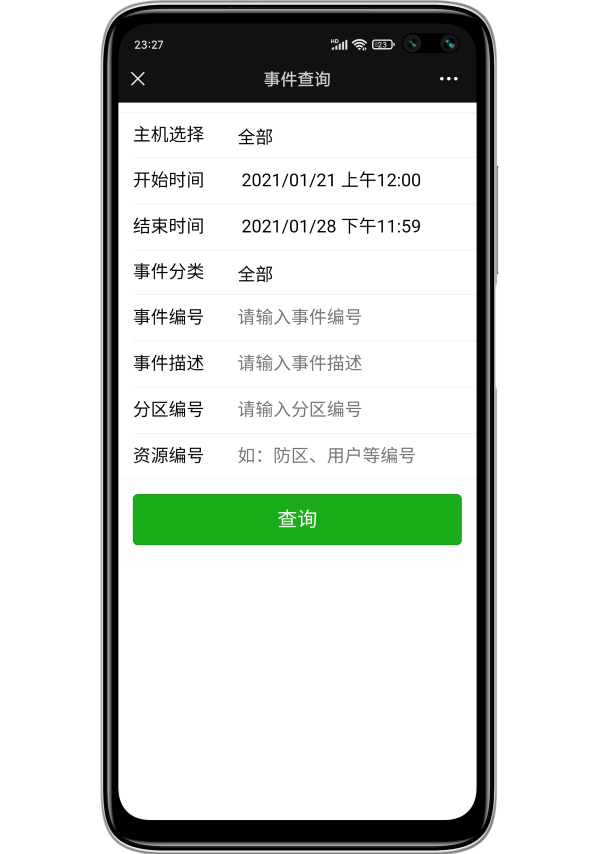 23:27
HD
23
事件查询
主机选择 全部
开始时间 2021/01/21 上午12:00
结束时间 2021/01/28 下午11:59
事件分类 全部
事件编号 请输入事件编号
事件描述 请输入事件描述
分区编号 请输入分区编号
资源编号 如：防区、用户等编号
查询